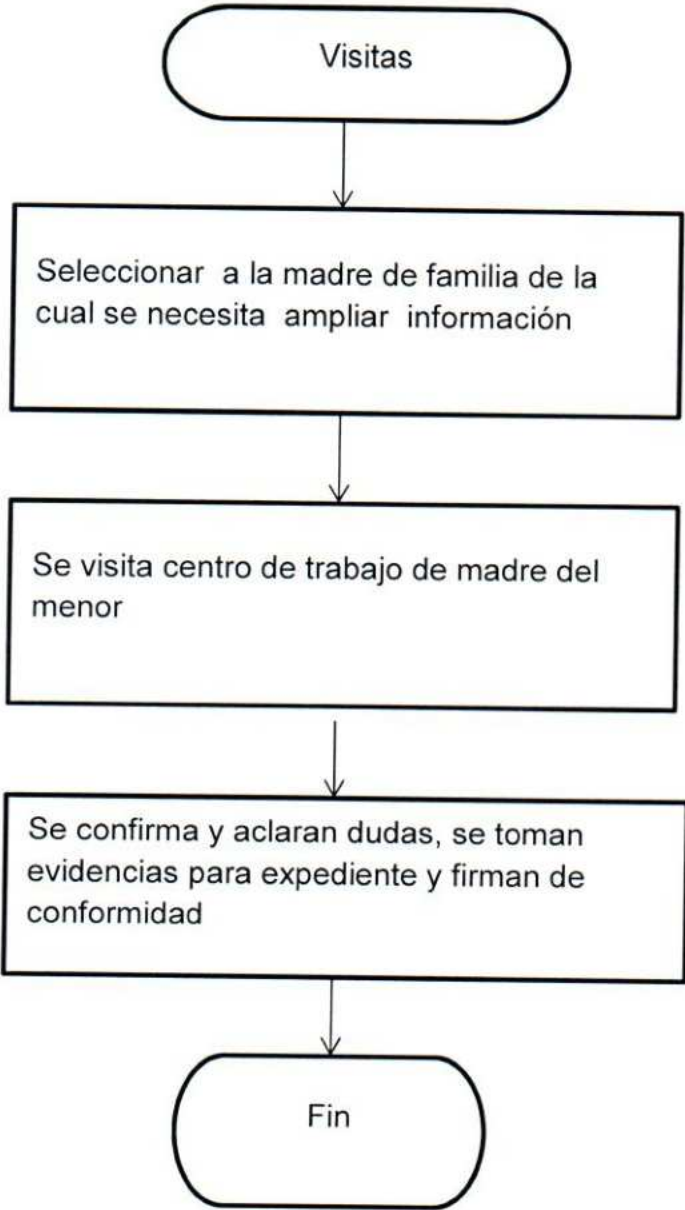 Visitas
Seleccionar a la madre de familia de la
cual se necesita ampliar información
Se visita centro de trabajo de madre del
menor
Se confirma y aclaran dudas, se toman
evidencias para expediente y firman de
conformidad
Fin